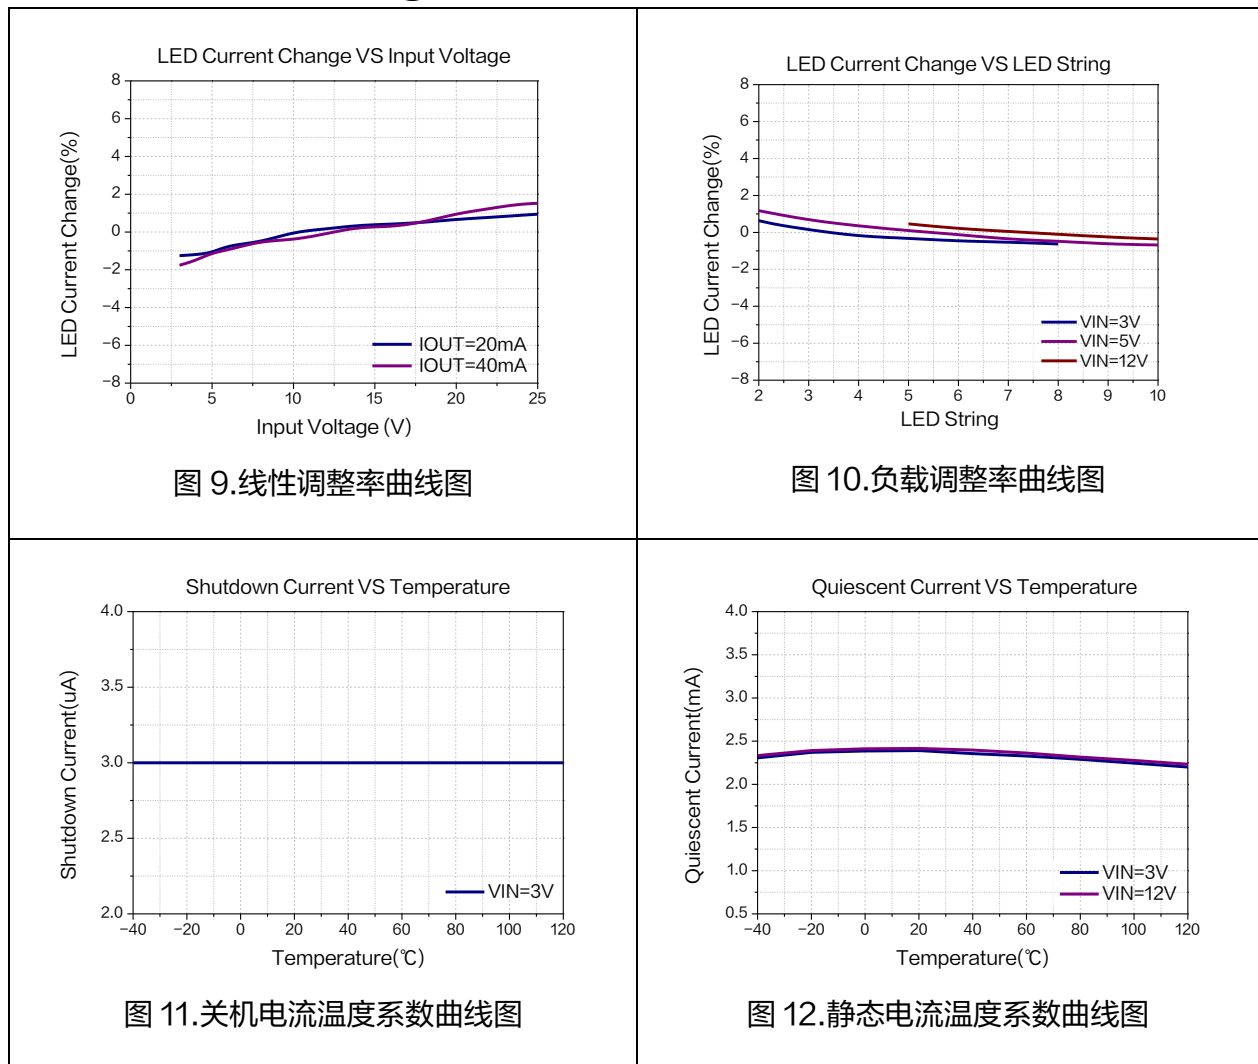 LED Current Change VS Input Voltage
8
6
4
2
0
−2
−4
−6
−8
LED Current Change(%)
IOUT=20mA
IOUT=40mA
0 5 10 15 20 25
Input Voltage (V)
图 9.线性调整率曲线图
LED Current Change VS LED String
8
6
4
2
0
−2
−4
−6
−8
LED Current Change(%)
VIN=3V
VIN=5V
VIN=12V
2 3 4 5 6 7 8 9 10
LED String
图 10.负载调整率曲线图
Shutdown Current VS Temperature
4.0
3.5
3.0
2.5
2.0
Shutdown Current(uA)
VIN=3V
−40 −20 0 20 40 60 80 100 120
Temperature(℃)
图 11.关机电流温度系数曲线图
Quiescent Current VS Temperature
4.0
3.5
3.0
2.5
2.0
1.5
1.0
0.5
Quiescent Current(mA)
VIN=3V
VIN=12V
−40 −20 0 20 40 60 80 100 120
Temperature(℃)
图 12.静态电流温度系数曲线图